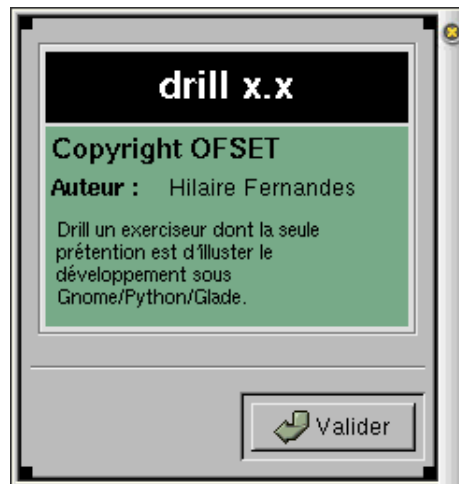 drill x.x
Copyright OFSET
Auteur : Hilaire Fernandes
Drill un exerciseur dont la seule
prétention est d'illuster le
développement sous
Gnome/Python/Glade.
Valider